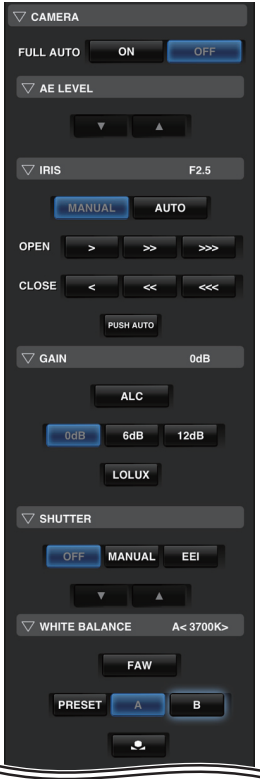 ▽ CAMERA
FULL AUTO ON OFF
▽ AE LEVEL
▼ ▲
▽ IRIS F2.5
MANUAL AUTO
OPEN > >> >>>
CLOSE < << <<<
PUSH AUTO
▽ GAIN 0dB
ALC
0dB 6dB 12dB
LOLUX
▽ SHUTTER
OFF MANUAL EEI
▼ ▲
▽ WHITE BALANCE A< 3700K>
FAW
PRESET A B